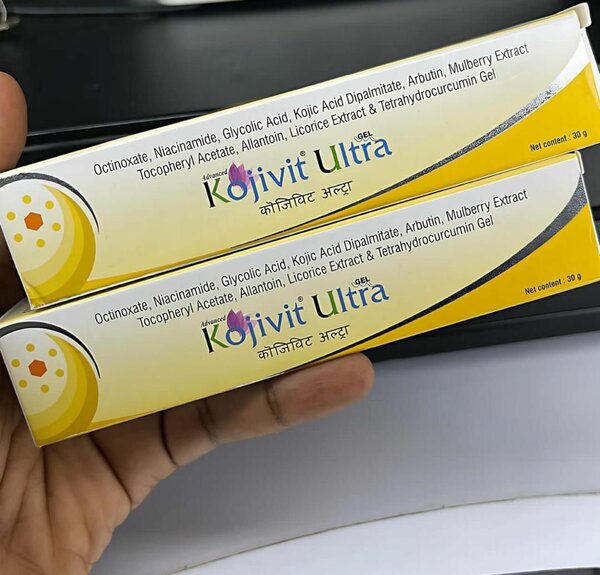 Octinoxate, Niacinamide, Glycolic Acid, Kojic Acid Dipalmitate, Arbutin, Mulberry Extract
Tocopheryl Acetate, Allantoin, Licorice Extract & Tetrahydrocurcumin Gel
Advanced
Kojivit® Ultra GEL
कॊजिविट अल्ट्रा
Net content : 30 g
Octinoxate, Niacinamide, Glycolic Acid, Kojic Acid Dipalmitate, Arbutin, Mulberry Extract
Tocopheryl Acetate, Allantoin, Licorice Extract & Tetrahydrocurcumin Gel
Advanced
Kojivit® Ultra GEL
कॊजिविट अल्ट्रा
Net content : 30 g